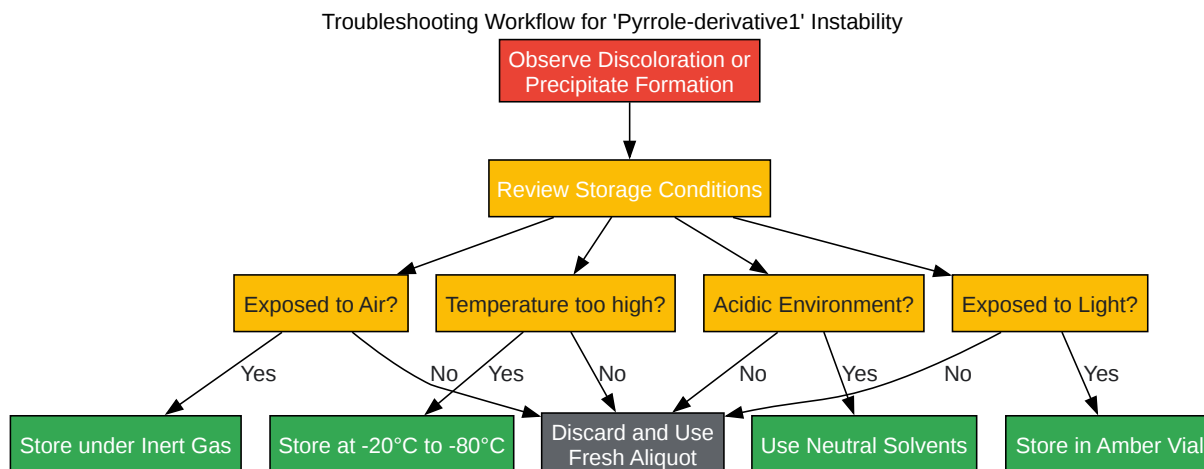 Troubleshooting Workflow for 'Pyrrole-derivative1' Instability
Observe Discoloration or
Precipitate Formation
Review Storage Conditions
Exposed to Air?
Temperature too high?
Acidic Environment?
Exposed to Light?
Yes
No
Yes
No
No
Yes
No
Yes
Store under Inert Gas
Store at -20°C to -80°C
Discard and Use
Fresh Aliquot
Use Neutral Solvents
Store in Amber Vial